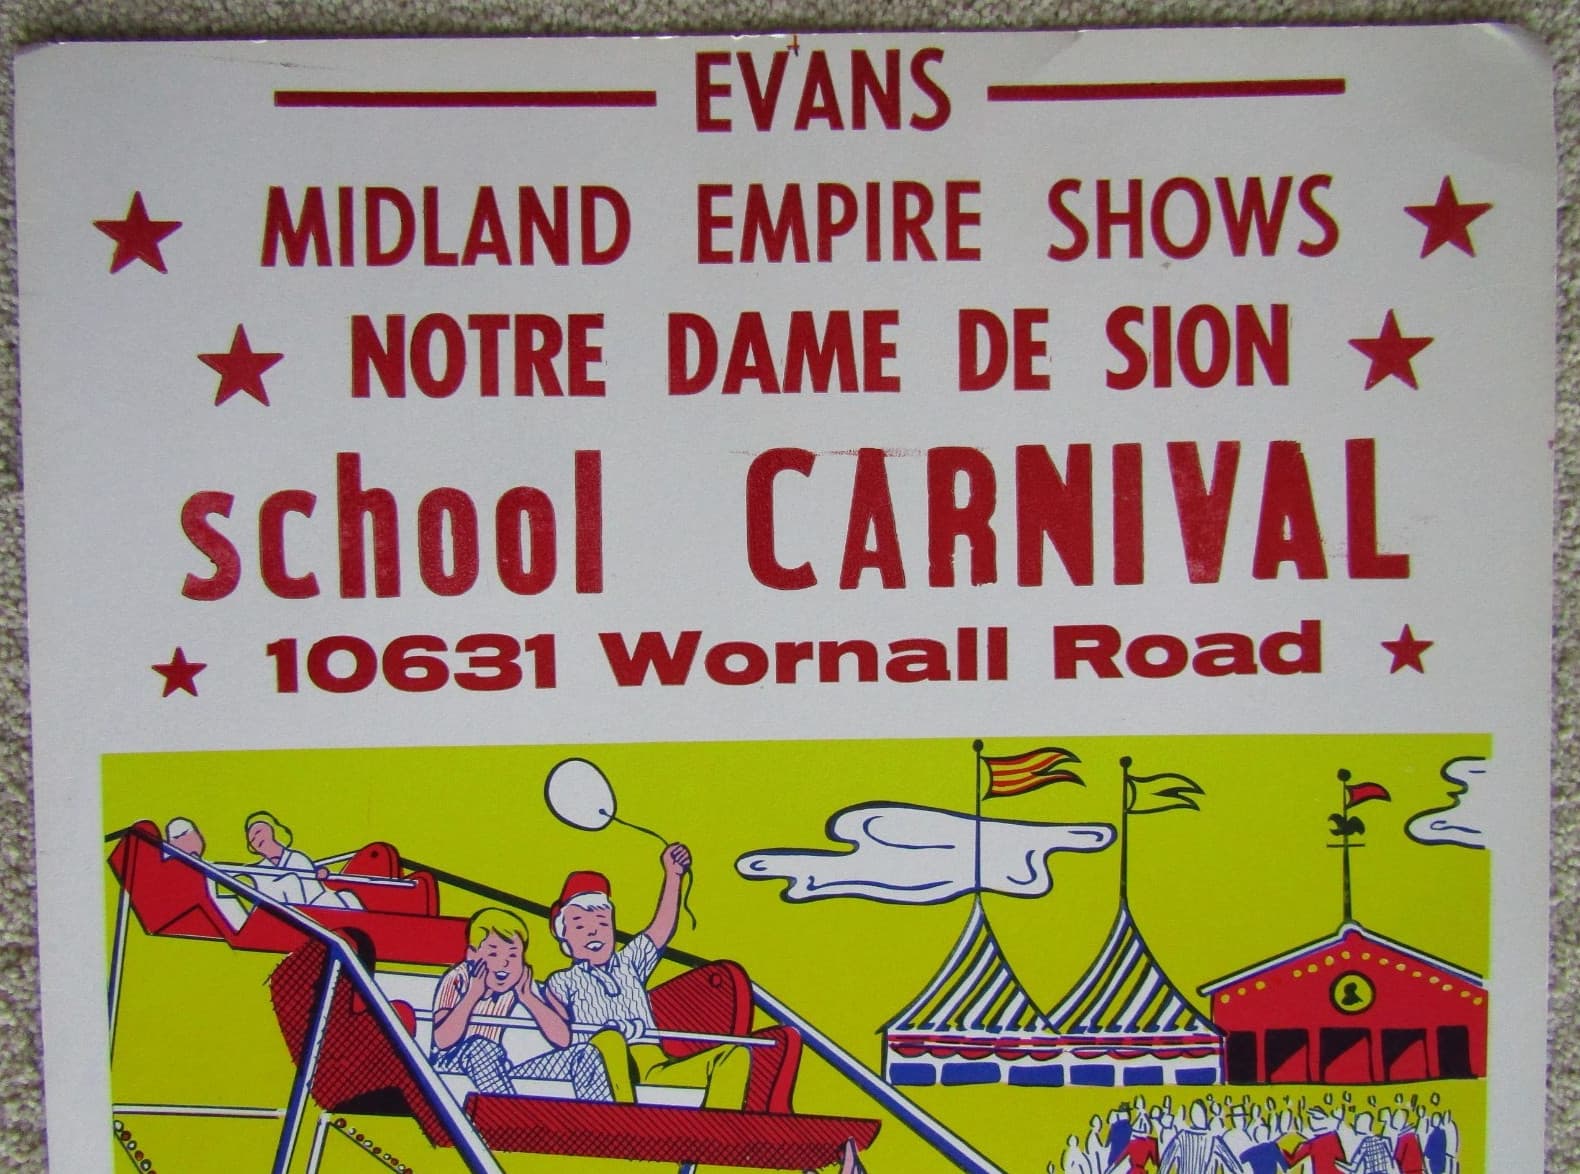 EVANS
MIDLAND EMPIRE SHOWS
NOTRE DAME DE SION
school CARNIVAL
10631 Wornall Road